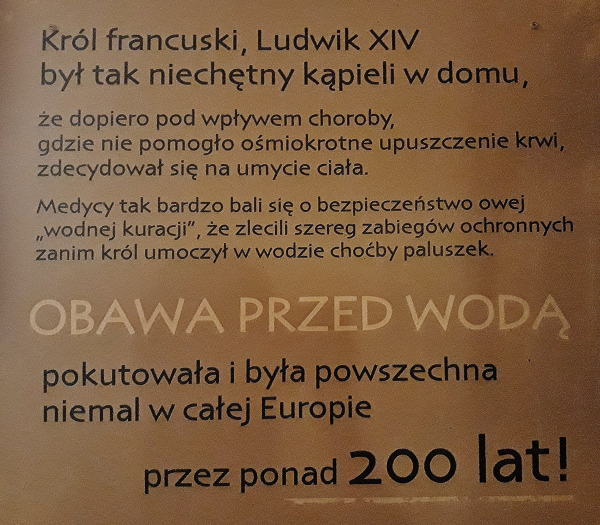 Król francuski, Ludwik XIV
był tak niechętny kąpieli w domu,
że dopiero pod wpływem choroby,
gdzie nie pomogło ośmiokrotne upuszczenie krwi,
zdecydował się na umycie ciała.
Medycy tak bardzo bali się o bezpieczeństwo owej
„wodnej kuracji”, że zlecili szereg zabiegów ochronnych
zanim król umoczył w wodzie choćby paluszek.
OBAWA PRZED WODĄ
pokutowała i była powszechna
niemal w całej Europie
przez ponad 200 lat!